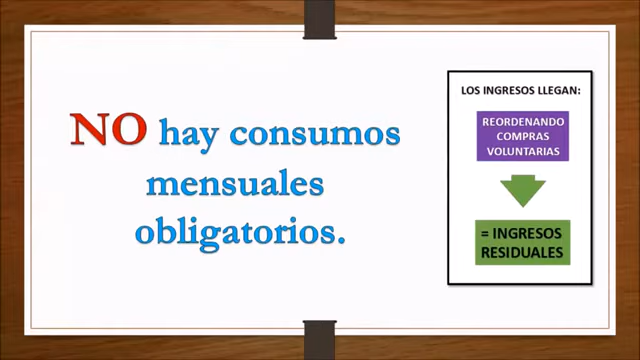 NO hay consumos
mensuales
obligatorios.
LOS INGRESOS LLEGAN:
REORDENANDO
COMPRAS
VOLUNTARIAS
= INGRESOS
RESIDUALES